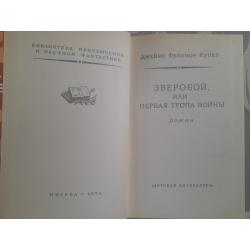 БИБЛИОТЕКА ПРИКЛЮЧЕНИЙ
И НАУЧНОЙ ФАНТАСТИКИ
МОСКВА
Джеймс Фенимор Купер
ЗВЕРОБОЙ,
ИЛИ
ПЕРВАЯ ТРОПА ВОЙНЫ
роман
«ДЕТСКАЯ ЛИТЕРАТУРА»